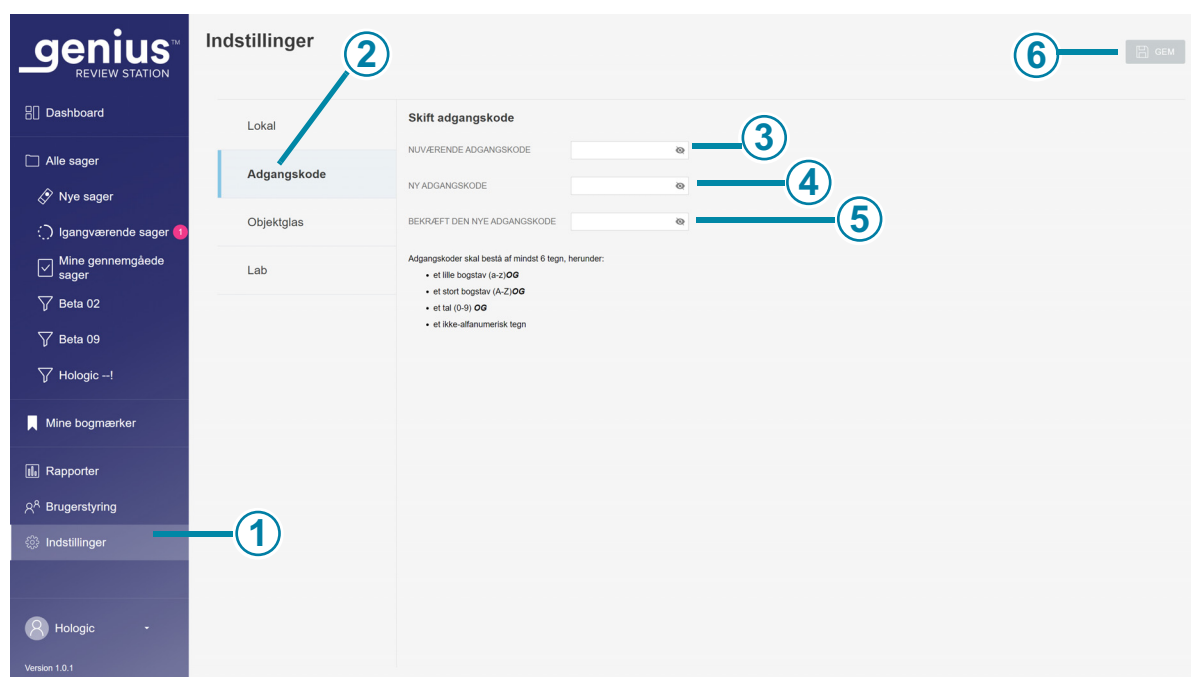 genius™
REVIEW STATION
Dashboard
Alle sager
Nye sager
Igangværende sager 1
Mine gennemgåede
sager
Beta 02
Beta 09
Hologic --!
Mine bogmærker
Rapporter
Brugerstyring
Indstillinger
Hologic
Version 1.0.1
1
Indstillinger
2
6
GEM
Lokal
Adgangskode
Objektglas
Lab
Skift adgangskode
NUVÆRENDE ADGANGSKODE
3
NY ADGANGSKODE
4
BEKRÆFT DEN NYE ADGANGSKODE
5
Adgangskoder skal bestå af mindst 6 tegn, herunder:
• et lille bogstav (a-z)OG
• et stort bogstav (A-Z)OG
• et tal (0-9) OG
• et ikke-alfanumerisk tegn